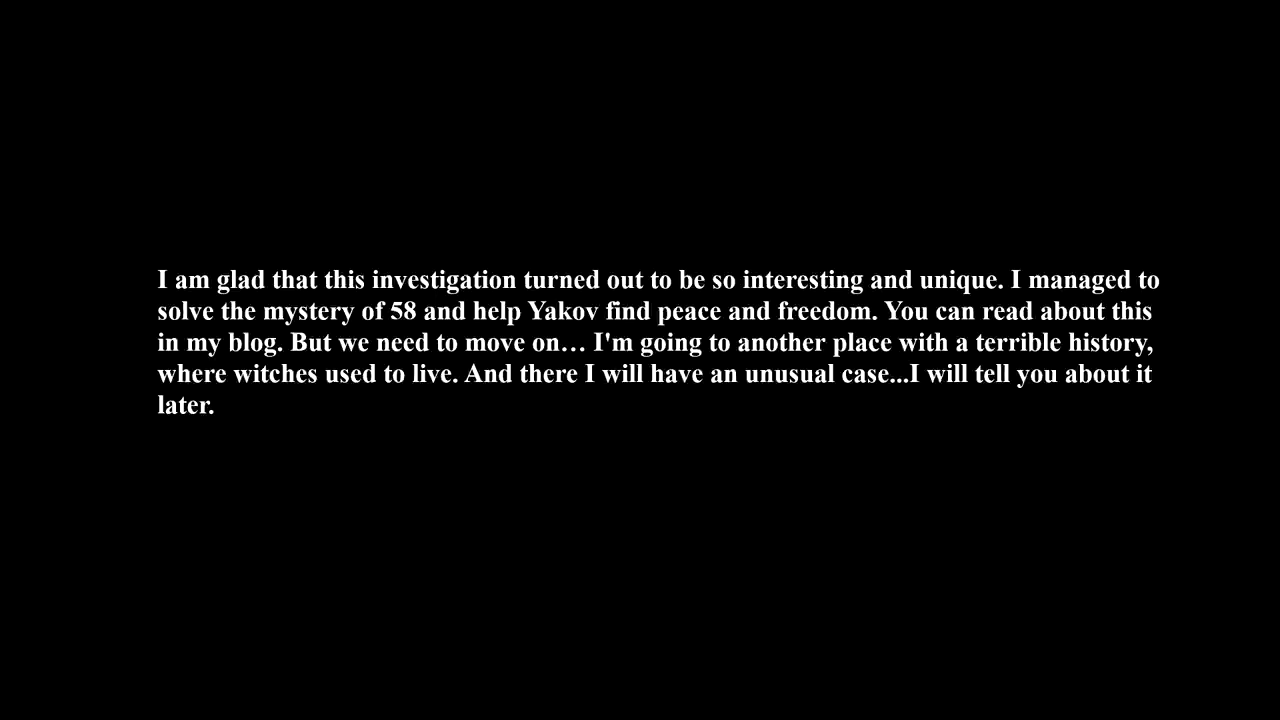 I am glad that this investigation turned out to be so interesting and unique. I managed to
solve the mystery of 58 and help Yakov find peace and freedom. You can read about this
in my blog. But we need to move on… I'm going to another place with a terrible history,
where witches used to live. And there I will have an unusual case...I will tell you about it
later.